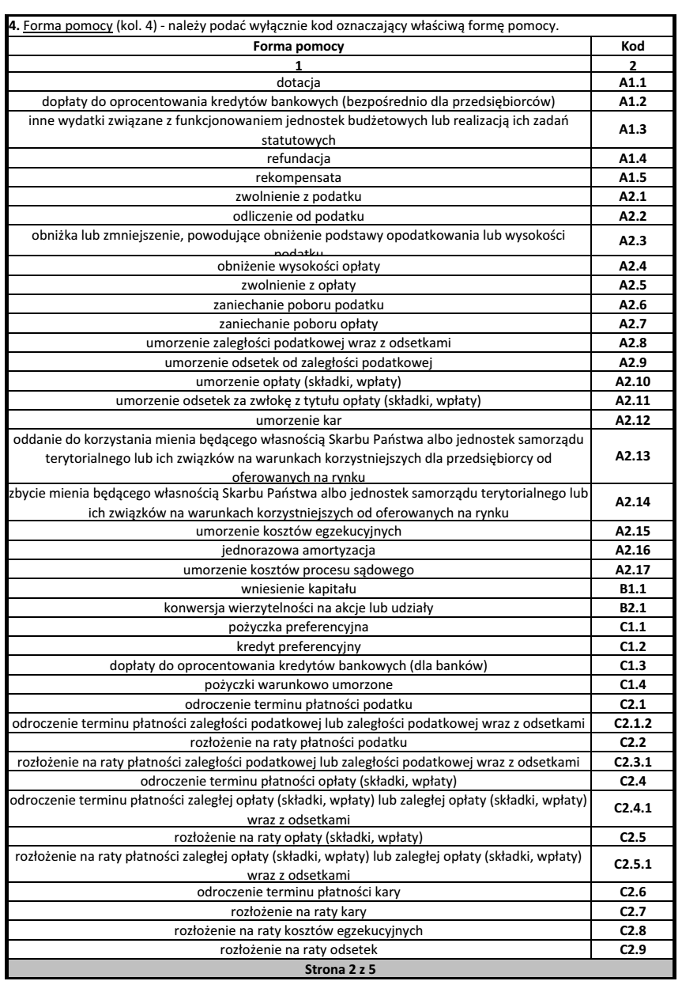 4. Forma pomocy (kol. 4) - należy podać wyłącznie kod oznaczający właściwą formę pomocy.
Forma pomocy Kod
1 2
dotacja A1.1
dopłaty do oprocentowania kredytów bankowych (bezpośrednio dla przedsiębiorców) A1.2
inne wydatki związane z funkcjonowaniem jednostek budżetowych lub realizacją ich zadań
statutowych A1.3
refundacja A1.4
rekompensata A1.5
zwolnienie z podatku A2.1
odliczenie od podatku A2.2
obniżka lub zmniejszenie, powodujące obniżenie podstawy opodatkowania lub wysokości
podatku A2.3
obniżenie wysokości opłaty A2.4
zwolnienie z opłaty A2.5
zaniechanie poboru podatku A2.6
zaniechanie poboru opłaty A2.7
umorzenie zaległości podatkowej wraz z odsetkami A2.8
umorzenie odsetek od zaległości podatkowej A2.9
umorzenie opłaty (składki, wpłaty) A2.10
umorzenie odsetek za zwłokę z tytułu opłaty (składki, wpłaty) A2.11
umorzenie kar A2.12
oddanie do korzystania mienia będącego własnością Skarbu Państwa albo jednostek samorządu
terytorialnego lub ich związków na warunkach korzystniejszych dla przedsiębiorcy od A2.13
oferowanych na rynku
zbycie mienia będącego własnością Skarbu Państwa albo jednostek samorządu terytorialnego lub
ich związków na warunkach korzystniejszych od oferowanych na rynku A2.14
umorzenie kosztów egzekucyjnych A2.15
jednorazowa amortyzacja A2.16
umorzenie kosztów procesu sądowego A2.17
wniesienie kapitału B1.1
konwersja wierzytelności na akcje lub udziały B2.1
pożyczka preferencyjna C1.1
kredyt preferencyjny C1.2
dopłaty do oprocentowania kredytów bankowych (dla banków) C1.3
pożyczki warunkowo umorzone C1.4
odroczenie terminu płatności podatku C2.1
odroczenie terminu płatności zaległości podatkowej lub zaległości podatkowej wraz z odsetkami C2.1.2
rozłożenie na raty płatności podatku C2.2
rozłożenie na raty płatności zaległości podatkowej lub zaległości podatkowej wraz z odsetkami C2.3.1
odroczenie terminu płatności opłaty (składki, wpłaty) C2.4
odroczenie terminu płatności zaległej opłaty (składki, wpłaty) lub zaległej opłaty (składki, wpłaty)
wraz z odsetkami C2.4.1
rozłożenie na raty opłaty (składki, wpłaty) C2.5
rozłożenie na raty płatności zaległej opłaty (składki, wpłaty) lub zaległej opłaty (składki, wpłaty)
wraz z odsetkami C2.5.1
odroczenie terminu płatności kary C2.6
rozłożenie na raty kary C2.7
rozłożenie na raty kosztów egzekucyjnych C2.8
rozłożenie na raty odsetek C2.9
Strona 2 z 5